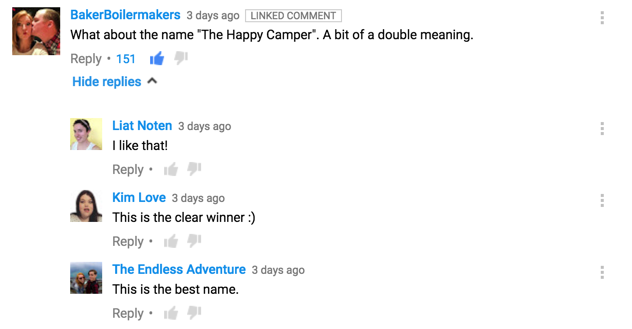 BakerBoilermakers 3 days ago LINKED COMMENT
What about the name "The Happy Camper". A bit of a double meaning.
Reply • 151
Hide replies
Liat Noten 3 days ago
I like that!
Reply •
Kim Love 3 days ago
This is the clear winner :)
Reply •
The Endless Adventure 3 days ago
This is the best name.
Reply •